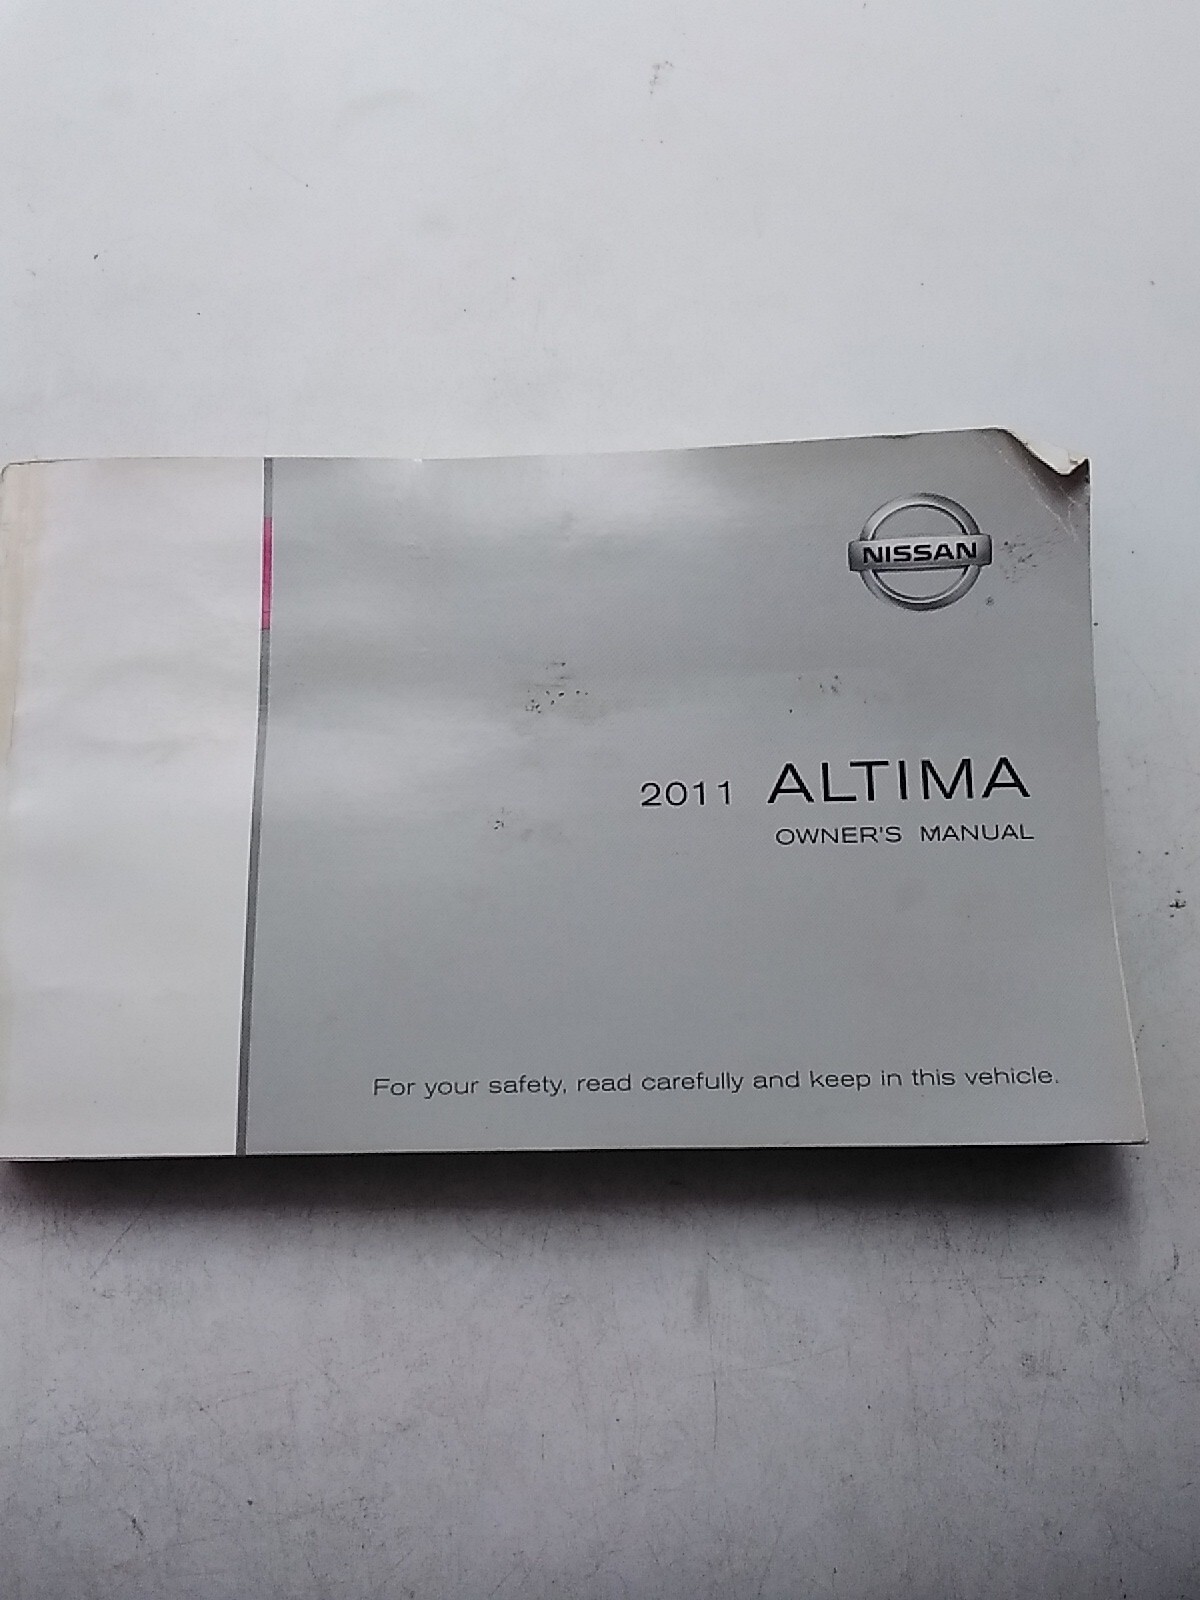 NISSAN
®
2011 ALTIMA
OWNER'S MANUAL
For your safety, read carefully and keep in this vehicle.